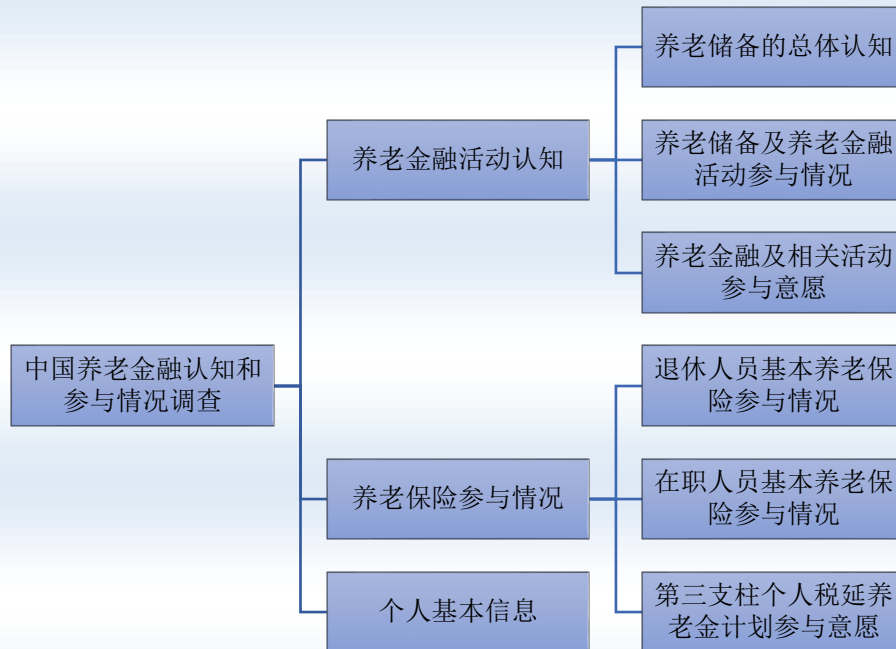 养老储备的总体认知
养老金融活动认知
养老储备及养老金融
活动参与情况
养老金融及相关活动
参与意愿
中国养老金融认知和
参与情况调查
退休人员基本养老保
险参与情况
养老保险参与情况
在职人员基本养老保
险参与情况
个人基本信息
第三支柱个人税延养
老金计划参与意愿